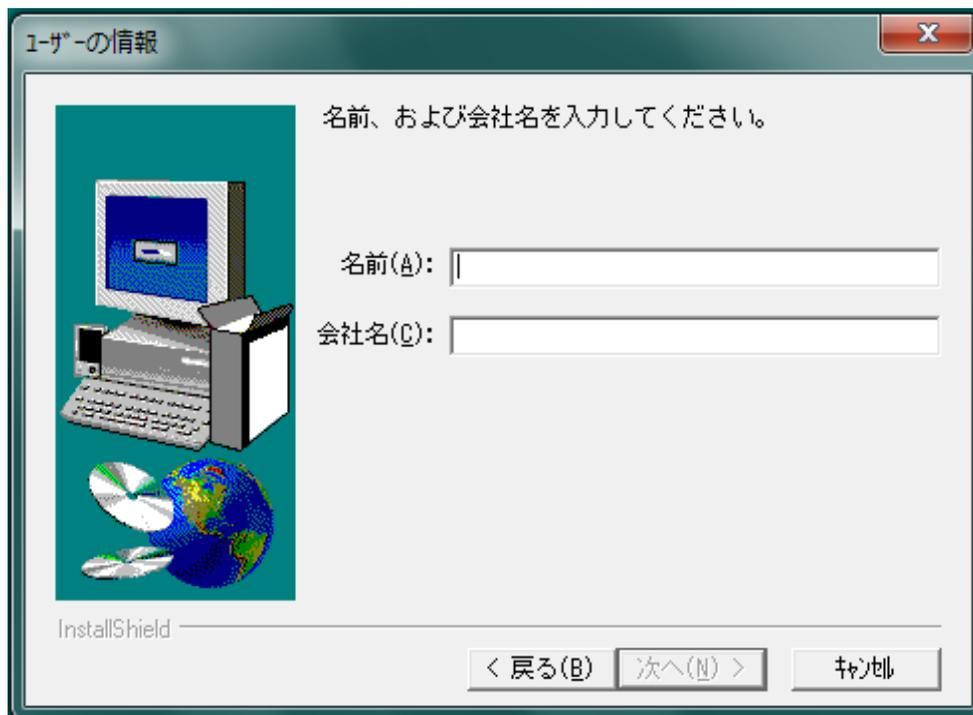 ﾕｰｻﾞｰの情報
名前、および会社名を入力してください。
名前(A):
会社名(C):
InstallShield
< 戻る(B)
次へ(N) >
ｷｬﾝｾﾙ